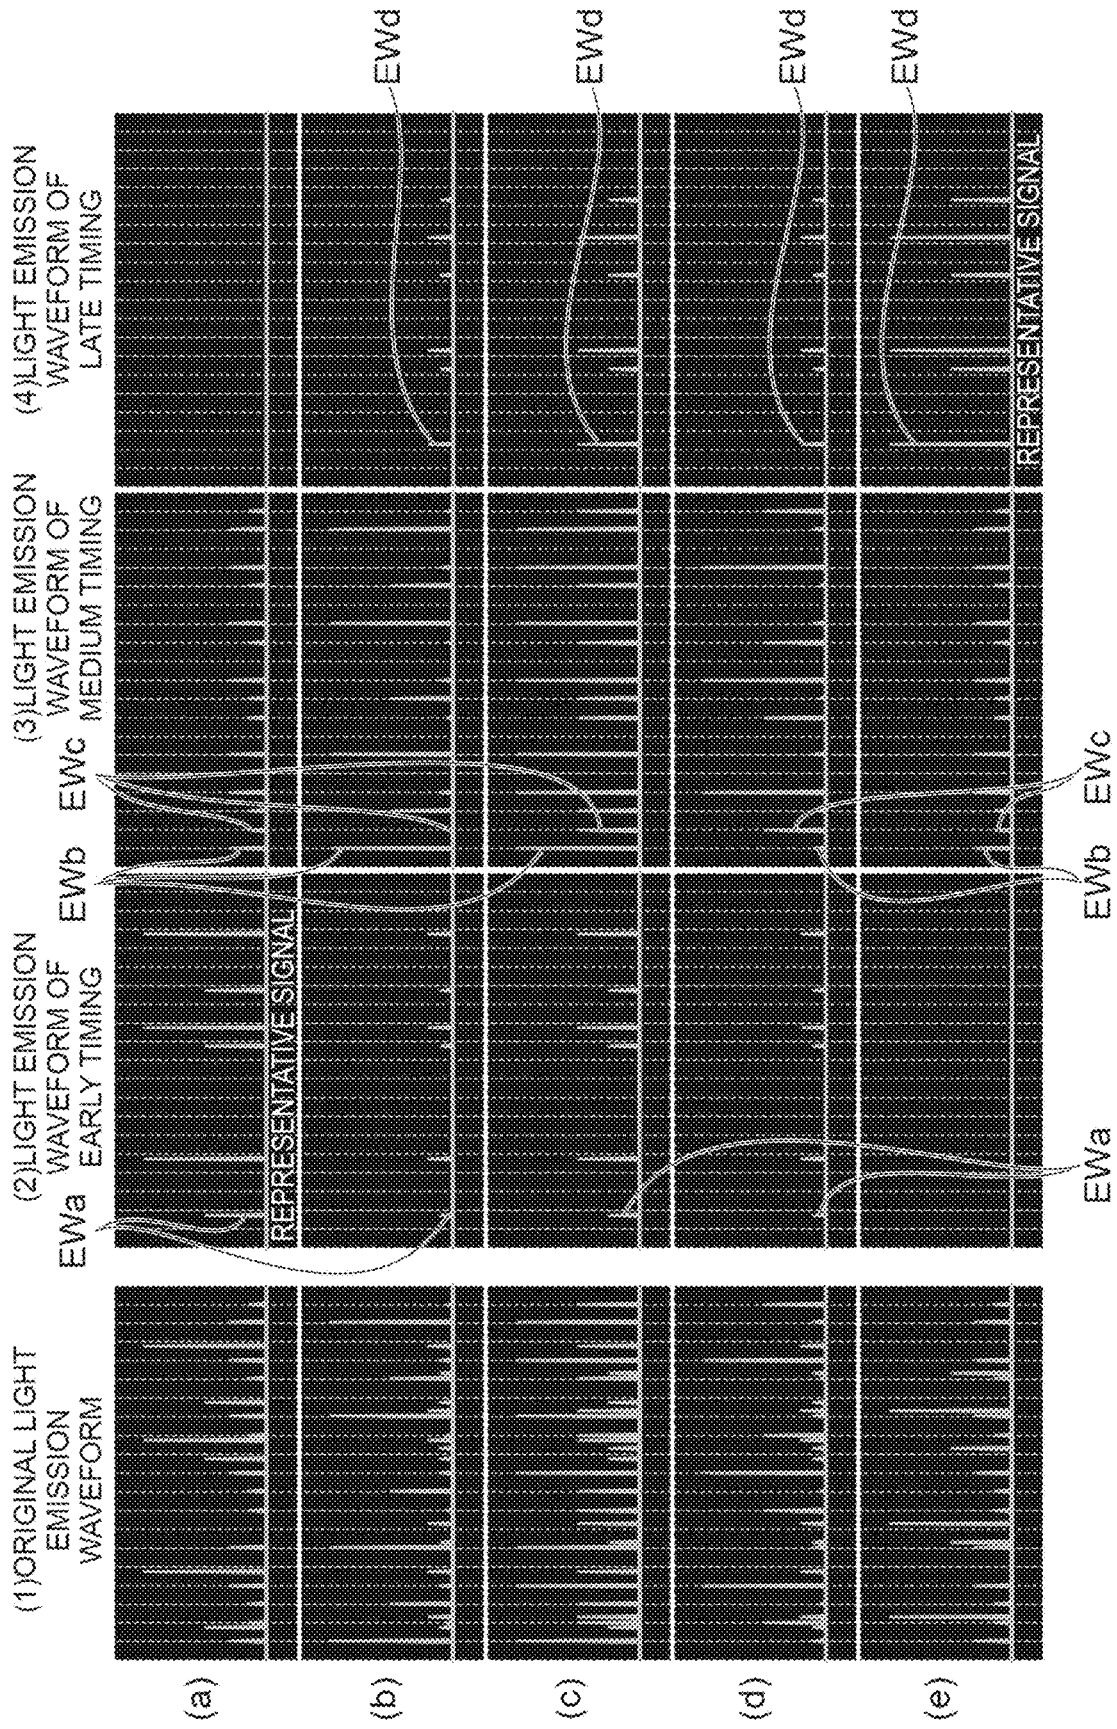 (1)ORIGINAL LIGHT
EMISSION
WAVEFORM
(2)LIGHT EMISSION
WAVEFORM OF
EARLY TIMING
(3)LIGHT EMISSION
WAVEFORM OF
MEDIUM TIMING
(4)LIGHT EMISSION
WAVEFORM OF
LATE TIMING
EWa
EWb
EWc
(a)
REPRESENTATIVE SIGNAL
(b)
EWd
(c)
EWd
(d)
EWd
(e)
EWd
REPRESENTATIVE SIGNAL
EWa
EWb
EWc